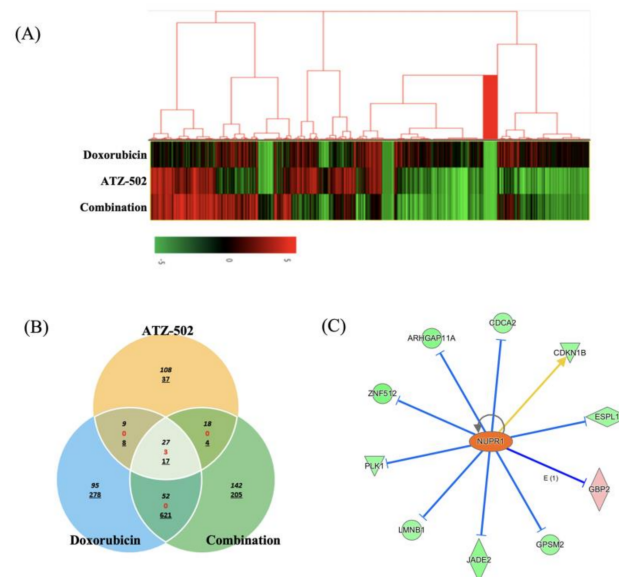 (A)
Doxorubicin
ATZ-502
Combination
-5
0
5
(B)
ATZ-502
108
37
9
0
8
18
0
4
27
3
17
95
278
52
0
621
142
205
Doxorubicin
Combination
(C)
CDCA2
ARHGAP11A
CDKN1B
ZNF512
ESPL1
NUPR1
PLK1
E (1)
GBP2
LMNB1
GPSM2
JADE2